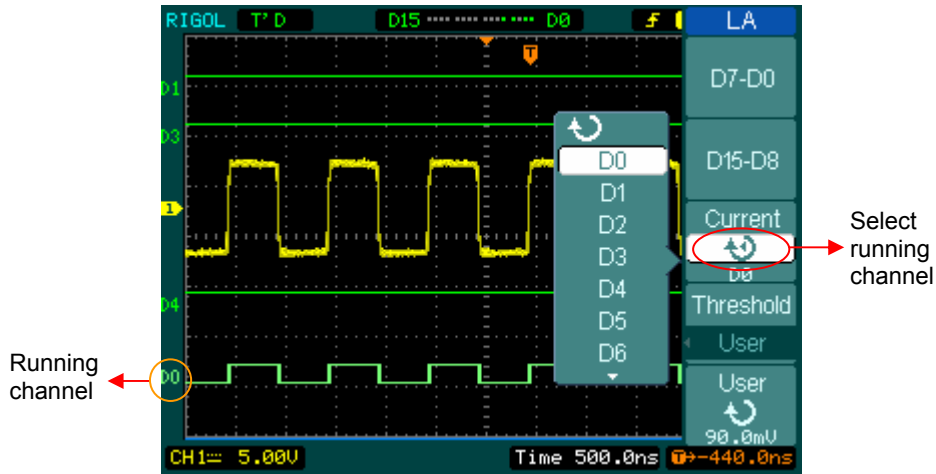 RIGOL T'D D15 D0 LA
D7-D0
D1
D3
D0
D1
D2
D3
D4
D5
D6
D15-D8
1
Current
D0
Select
running
channel
D4
Threshold
User
Running
channel
D0
User
90.0mV
CH1 5.00V Time 500.0ns T→-440.0ns
T